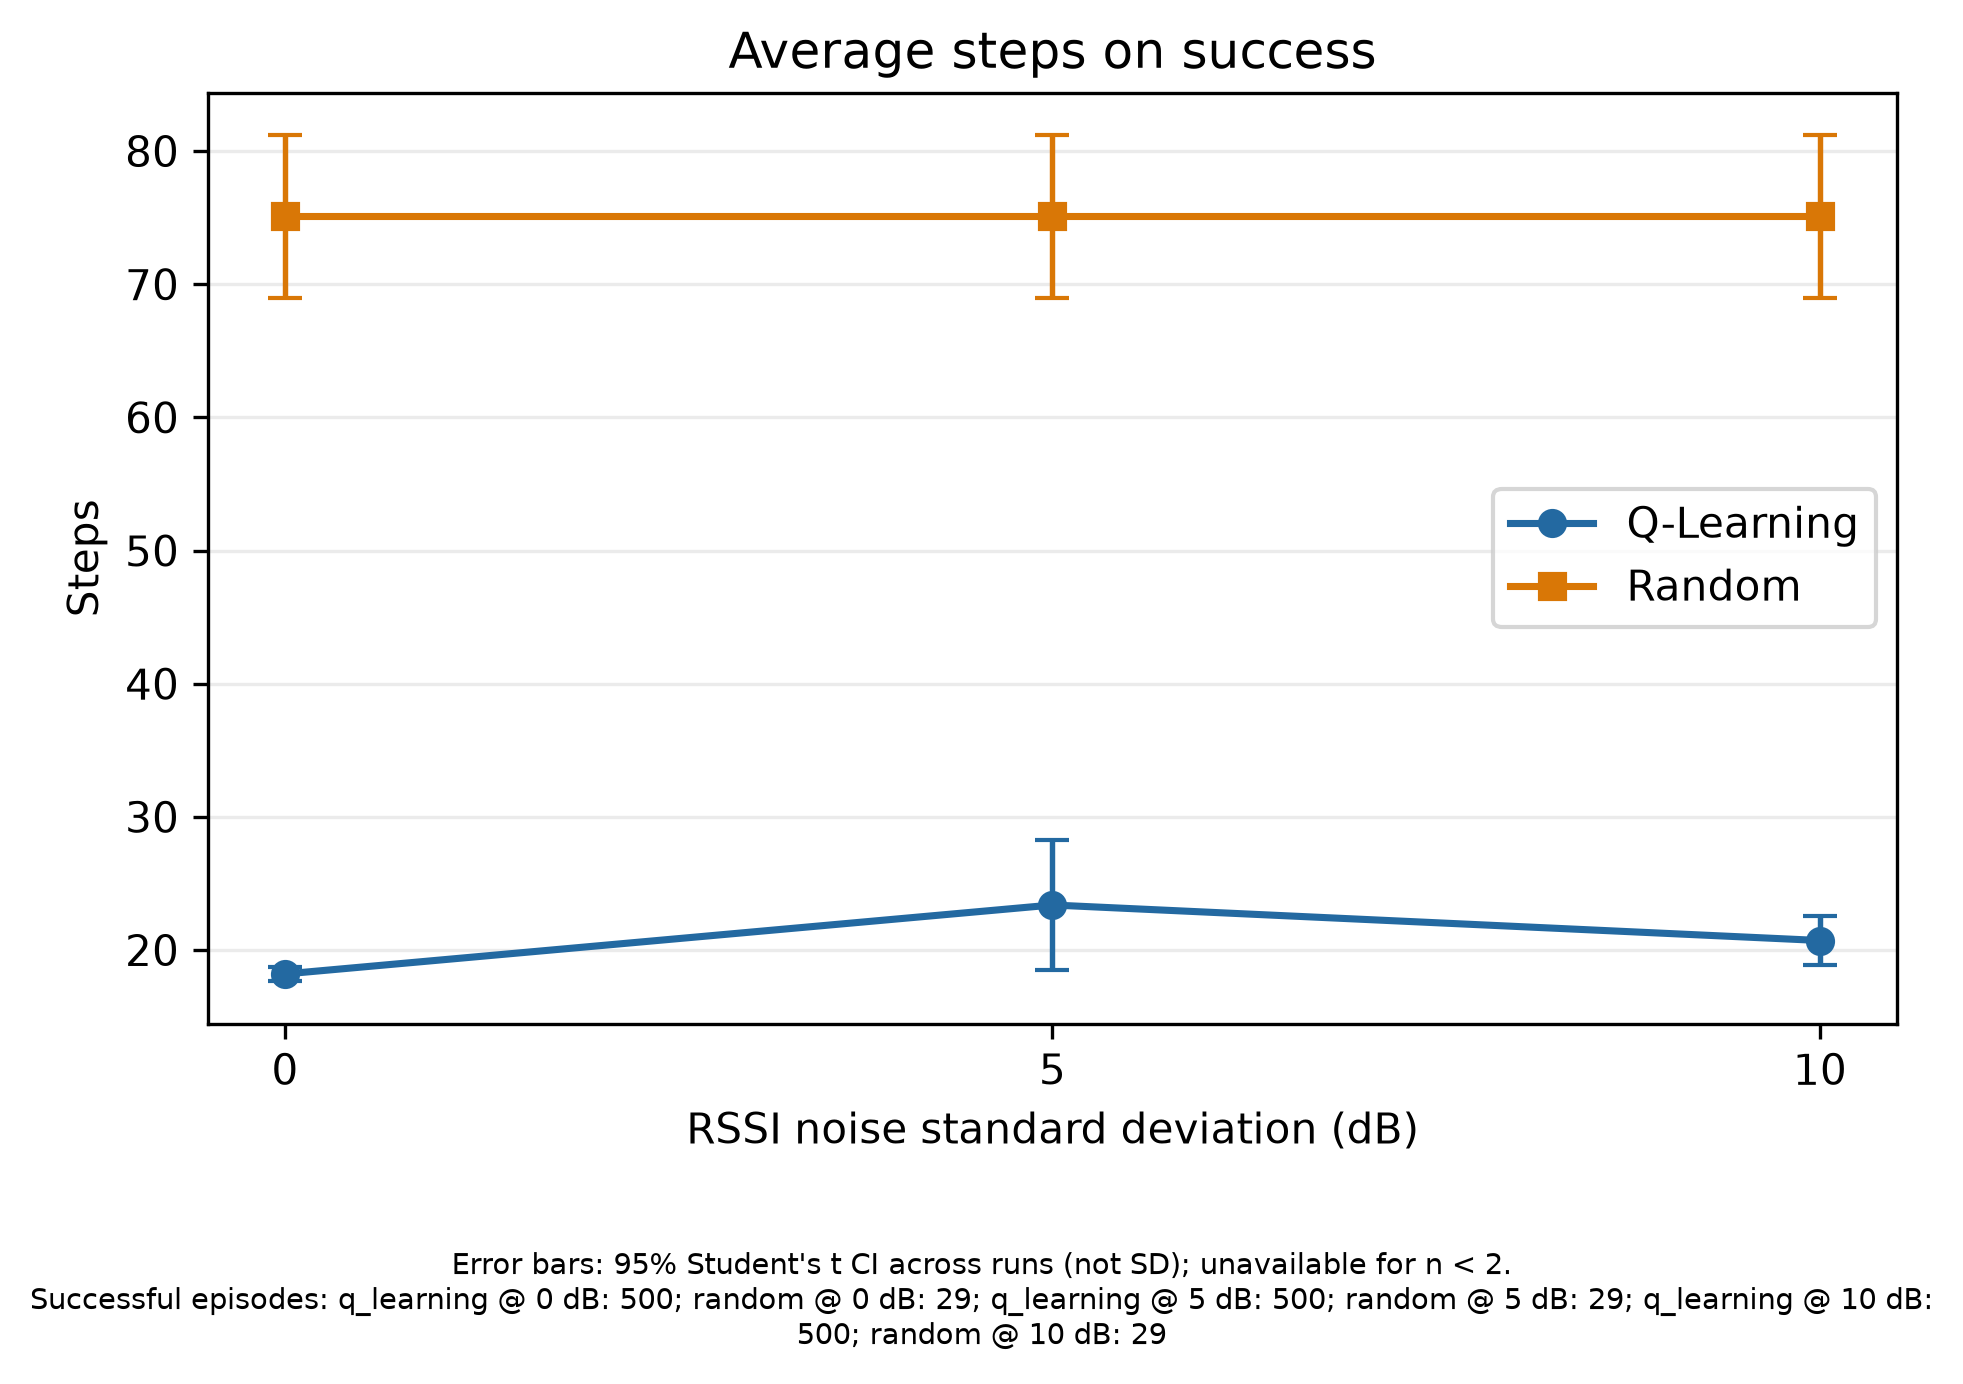 Average steps on success
80
70
60
50
40
30
20
Steps
Q-Learning
Random
0 5 10
RSSI noise standard deviation (dB)
Error bars: 95% Student's t CI across runs (not SD); unavailable for n < 2.
Successful episodes: q_learning @ 0 dB: 500; random @ 0 dB: 29; q_learning @ 5 dB: 500; random @ 5 dB: 29; q_learning @ 10 dB:
500; random @ 10 dB: 29